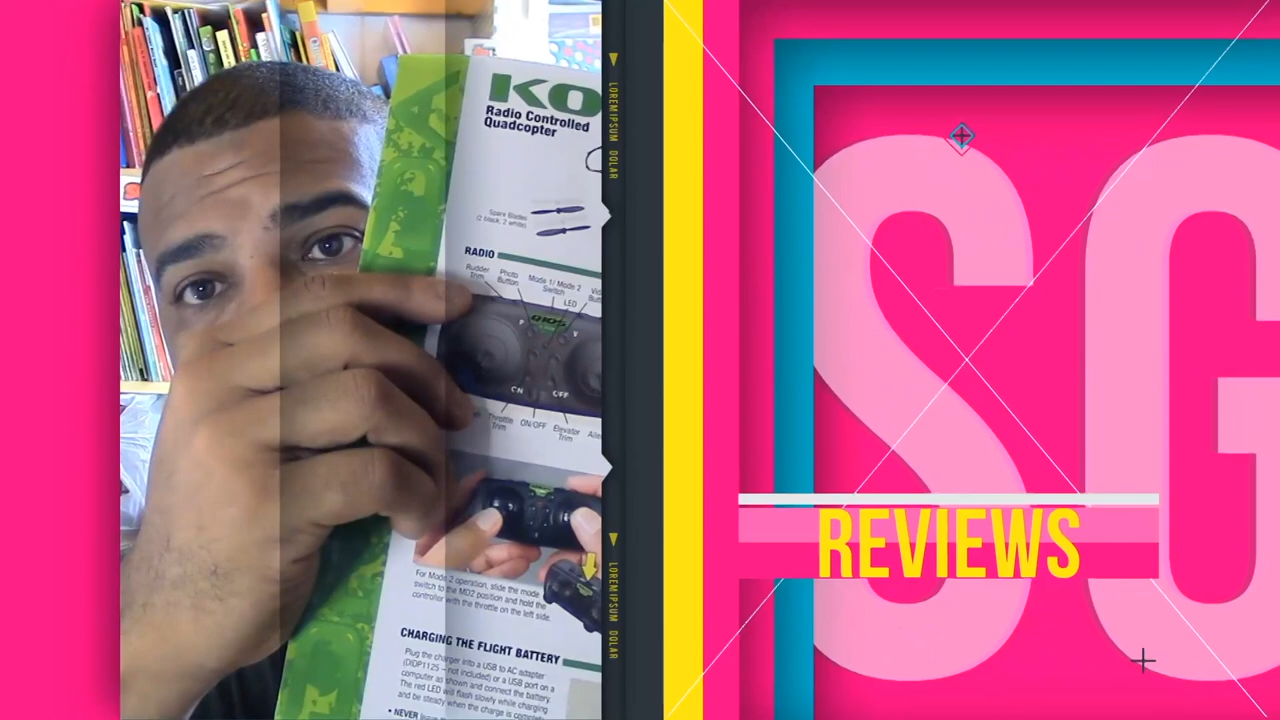 KO
Radio Controlled
Quadcopter
Spare Blades
(2 black, 2 white)
RADIO
Rudder
Trim
Photo
Button
Mode 1/ Mode 2
Switch
LED
P
V
ON
OFF
Throttle
Trim
ON/OFF
Elevator
Trim
For Mode 2 operation, slide the mode
switch to the MD2 position and hold the
controller with the throttle on the left side.
CHARGING THE FLIGHT BATTERY
Plug the charger into a USB to AC adapter
(DIDP1125 – not included) or a USB port on a
computer as shown and connect the battery.
The red LED will flash slowly while charging
and be steady when the charge is complete
• NEVER
LOREM IPSUM DOLAR
LOREM IPSUM DOLAR
SG
REVIEWS